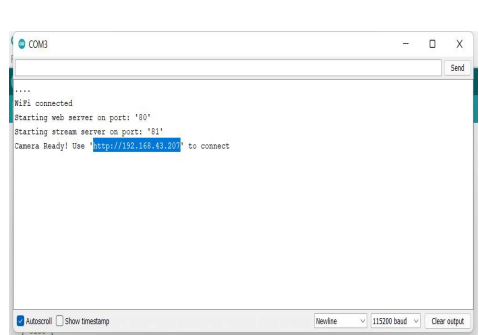 COM3
Send
....
WiFi connected
Starting web server on port: '80'
Starting stream server on port: '81'
Camera Ready! Use 'http://192.168.43.207' to connect
Autoscroll Show timestamp Newline 115200 baud Clear output